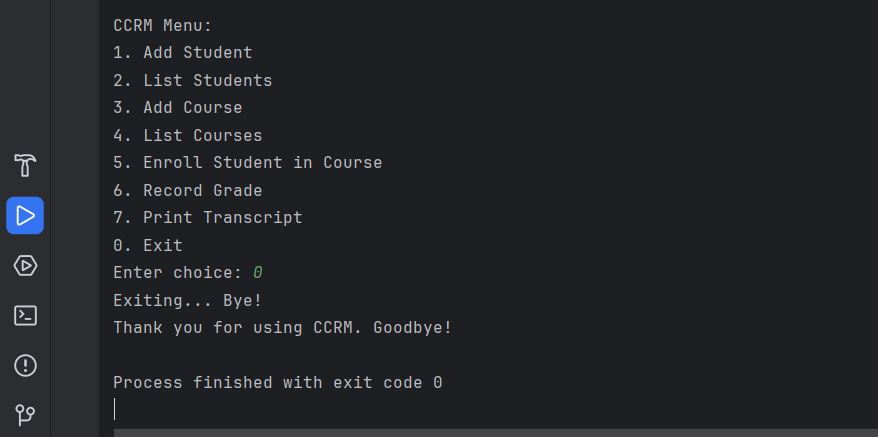 CCRM Menu:
1. Add Student
2. List Students
3. Add Course
4. List Courses
5. Enroll Student in Course
6. Record Grade
7. Print Transcript
0. Exit
Enter choice: 0
Exiting... Bye!
Thank you for using CCRM. Goodbye!
Process finished with exit code 0